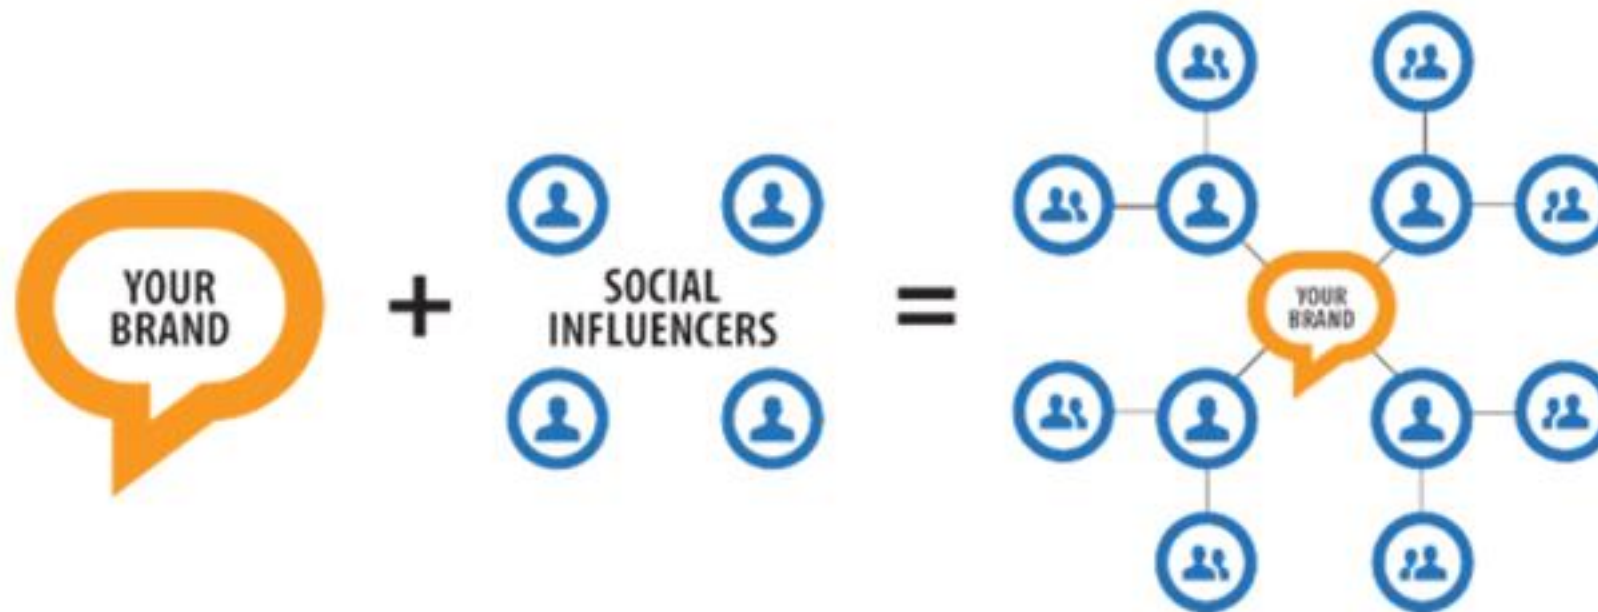 YOUR
BRAND
+
SOCIAL
INFLUENCERS
=
YOUR
BRAND